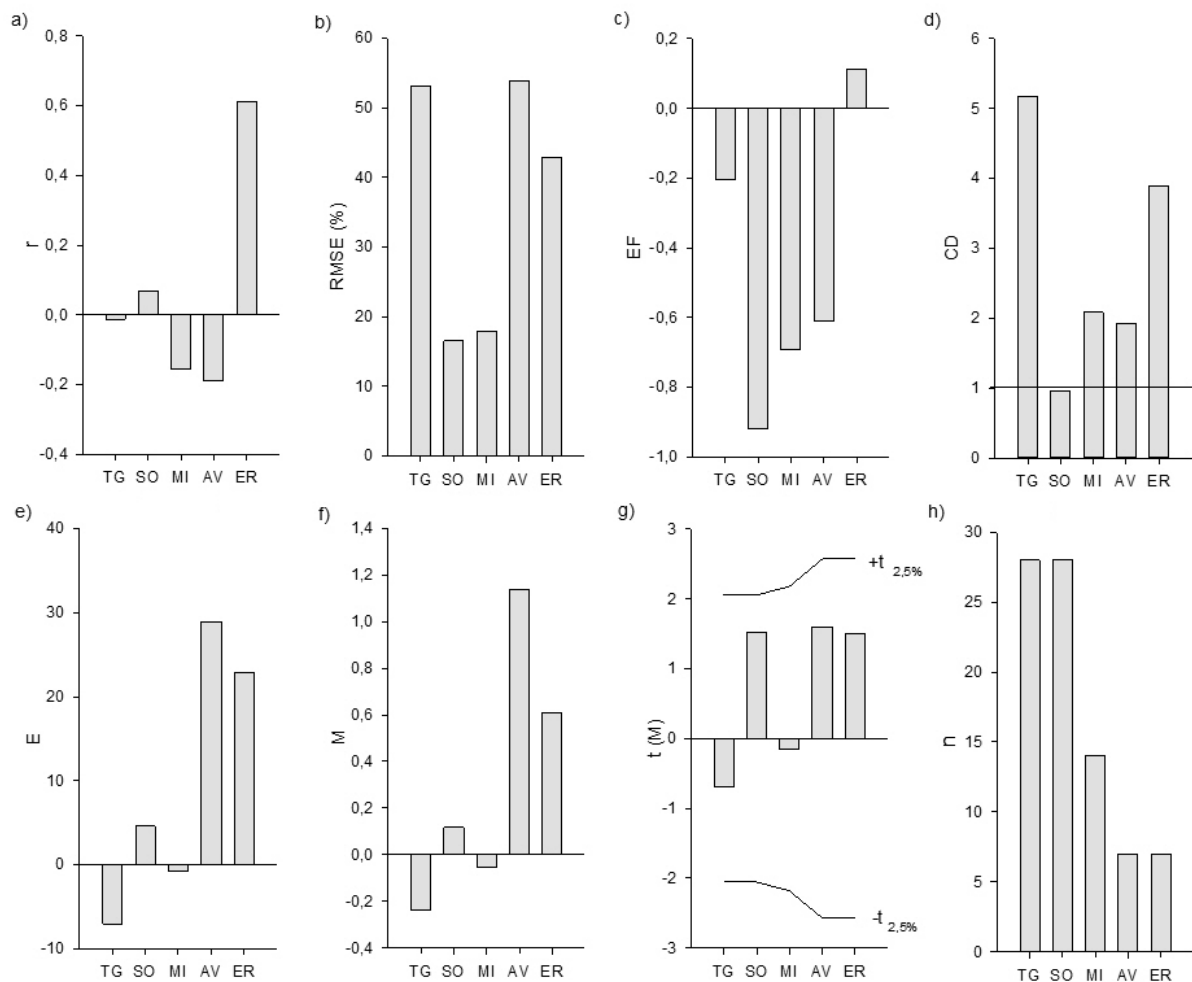 a)
r
0,8
0,6
0,4
0,2
0,0
-0,2
-0,4
TG SO MI AV ER
b)
RMSE (%)
60
50
40
30
20
10
0
TG SO MI AV ER
c)
EF
0,2
0,0
-0,2
-0,4
-0,6
-0,8
-1,0
TG SO MI AV ER
d)
CD
6
5
4
3
2
1
0
TG SO MI AV ER
e)
E
40
30
20
10
0
-10
TG SO MI AV ER
f)
M
1,4
1,2
1,0
0,8
0,6
0,4
0,2
0,0
-0,2
-0,4
TG SO MI AV ER
g)
t (M)
3
2
1
0
-1
-2
-3
+t 2,5%
-t 2,5%
TG SO MI AV ER
h)
n
30
25
20
15
10
5
0
TG SO MI AV ER